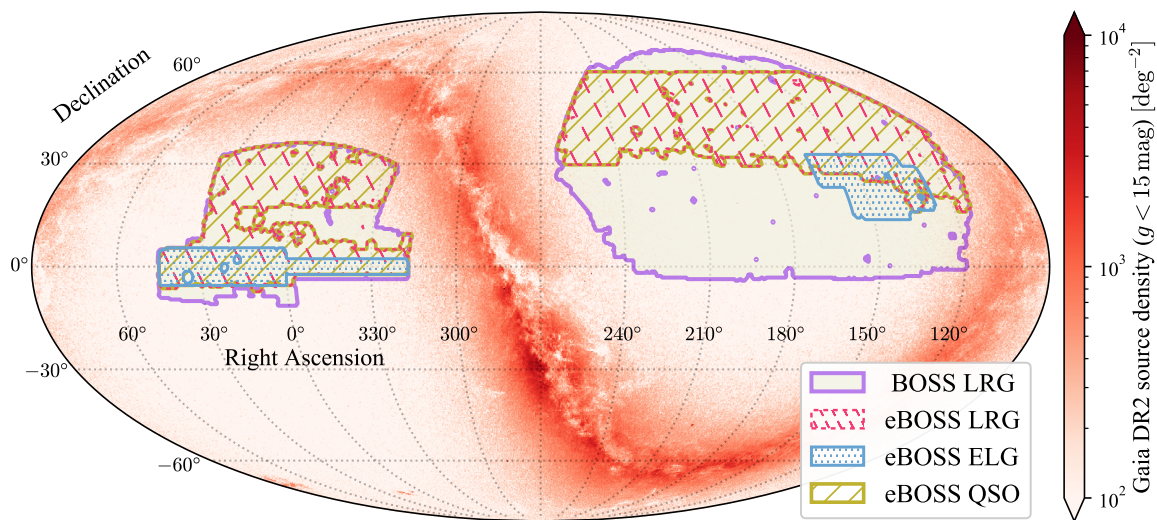 Declination
60°
30°
0°
−30°
−60°
60° 30° 0° 330° 300° 240° 210° 180° 150° 120°
Right Ascension
BOSS LRG
eBOSS LRG
eBOSS ELG
eBOSS QSO
10⁴
10³
10²
Gaia DR2 source density (g < 15 mag) [deg⁻²]